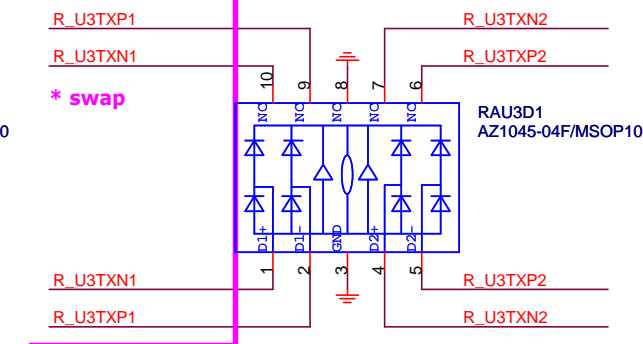 R_U3TXP1
R_U3TXN2
R_U3TXN1
R_U3TXP2
* swap
10
9
8
7
6
NC
NC
NC
NC
NC
RAU3D1
0
AZ1045-04F/MSOP10
D1+
D1-
GND
D2+
D2-
1
2
3
4
5
R_U3TXN1
R_U3TXP2
R_U3TXP1
R_U3TXN2